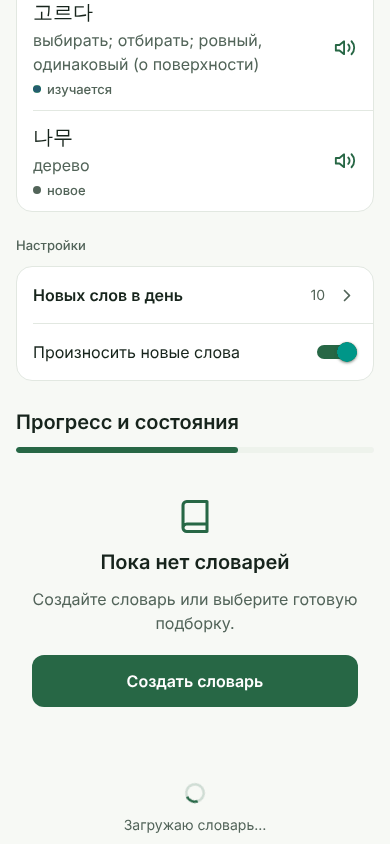 고르다
выбирать; отбирать; ровный,
одинаковый (о поверхности)
изучается
나무
дерево
новое
Настройки
Новых слов в день 10
Произносить новые слова
Прогресс и состояния
Пока нет словарей
Создайте словарь или выберите готовую
подборку.
Создать словарь
Загружаю словарь...